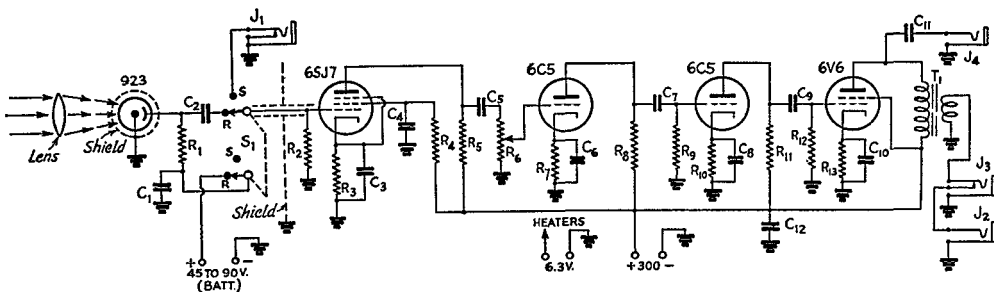 J1
923
6SJ7
6C5
6C5
6V6
C11
J4
T1
C2
S
R
S1
S
R
R1
C1
Lens
Shield
Shield
R2
R3
C3
C4
R4
R5
C5
R6
R7
C6
R8
C7
R9
R10
C8
R11
C9
R12
R13
C10
C12
J3
J2
+ 45 TO 90V. -
(BATT.)
HEATERS
6.3V.
+300-